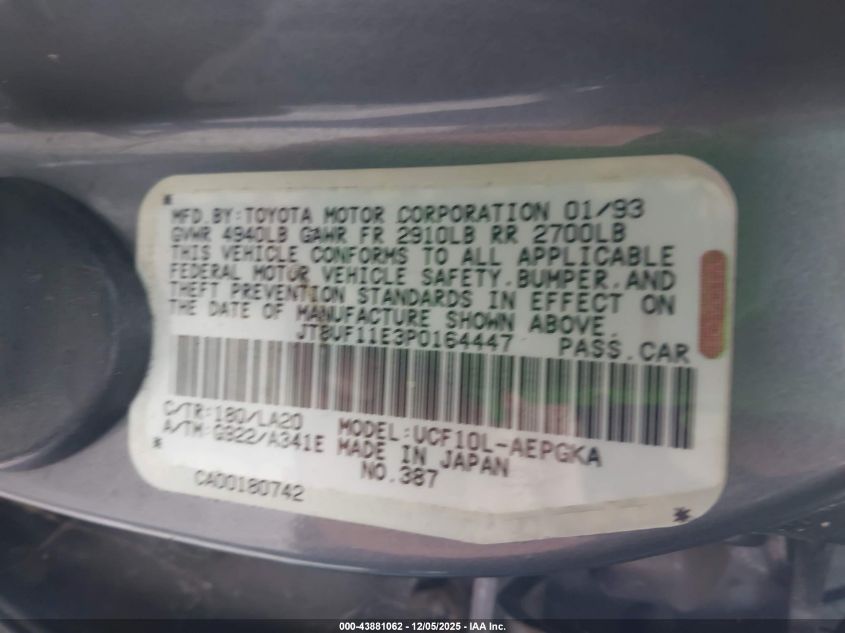 MFD.BY:TOYOTA MOTOR CORPORATION 01/93
GVWR 4940LB GAWR FR 2910LB RR 2700LB
THIS VEHICLE CONFORMS TO ALL APPLICABLE
FEDERAL MOTOR VEHICLE SAFETY,BUMPER,AND
THEFT PREVENTION STANDARDS IN EFFECT ON
THE DATE OF MANUFACTURE SHOWN ABOVE.
JT8UF11E3P0164447 PASS.CAR
C/TR:180/LA20 MODEL:UCF10L-AEPGKA
A/TM:G922/A341E MADE IN JAPAN
NO.387
CA00180742
000-43881062 - 12/05/2025 - IAA Inc.